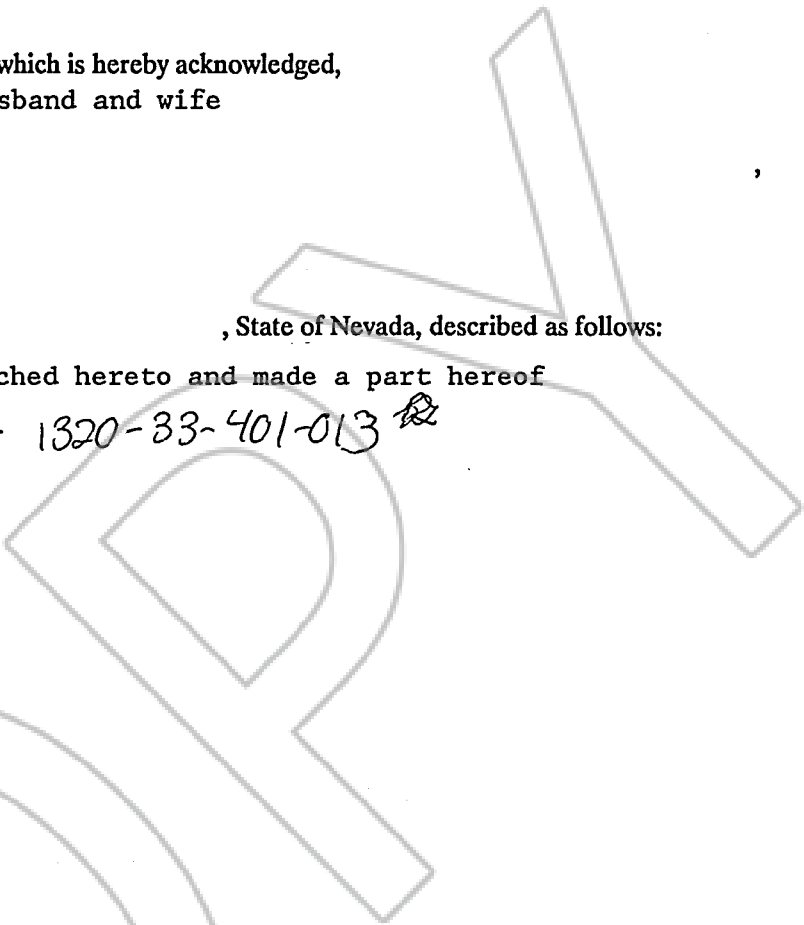 which is hereby acknowledged,
sband and wife
,
, State of Nevada, described as follows:
ched hereto and made a part hereof
- 1320-33-401-013
PY